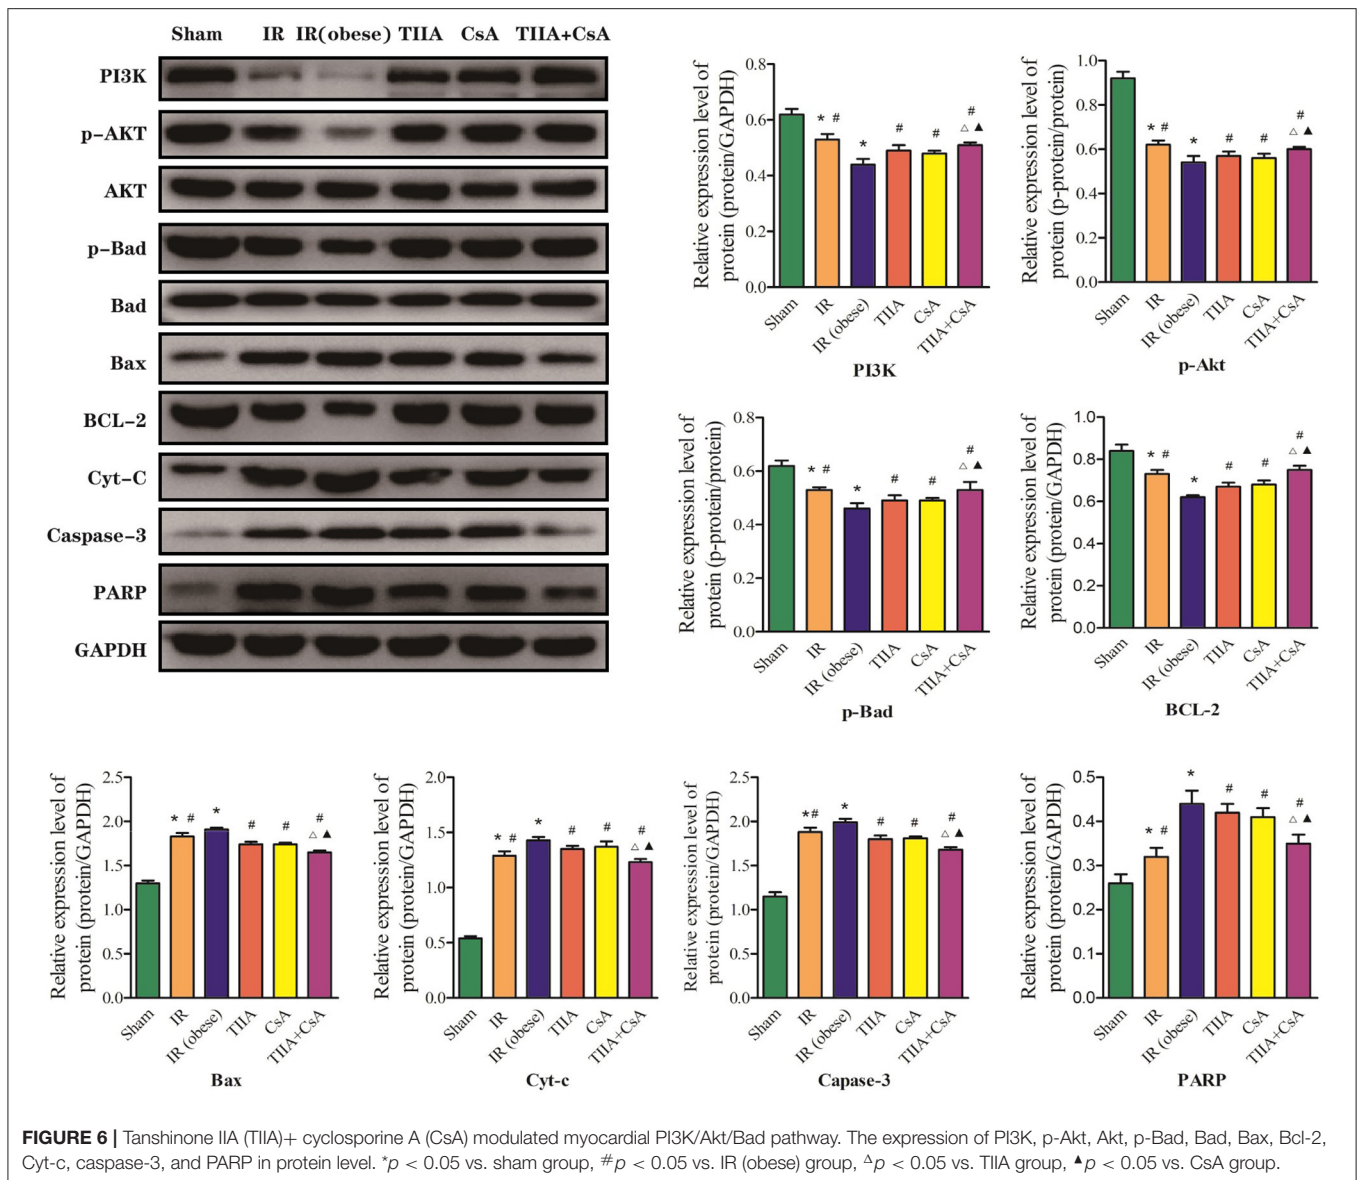 Sham IR IR(obese) TIIA CsA TIIA+CsA
PI3K
p-AKT
AKT
p-Bad
Bad
Bax
BCL-2
Cyt-C
Caspase-3
PARP
GAPDH
Relative expression level of
protein (protein/GAPDH)
0.8
0.6
0.4
0.2
0.0
* #
*
#
#
#
△ ▲
Sham
IR
IR (obese)
TIIA
CsA
TIIA+CsA
PI3K
Relative expression level of
protein (p-protein/protein)
1.0
0.8
0.6
0.4
0.2
0.0
* #
*
#
#
#
△ ▲
Sham
IR
IR (obese)
TIIA
CsA
TIIA+CsA
p-Akt
Relative expression level of
protein (p-protein/protein)
0.8
0.6
0.4
0.2
0.0
* #
*
#
#
#
△ ▲
Sham
IR
IR (obese)
TIIA
CsA
TIIA+CsA
p-Bad
Relative expression level of
protein (protein/GAPDH)
1.0
0.8
0.6
0.4
0.2
0.0
* #
*
#
#
#
△ ▲
Sham
IR
IR (obese)
TIIA
CsA
TIIA+CsA
BCL-2
Relative expression level of
protein (protein/GAPDH)
2.5
2.0
1.5
1.0
0.5
0.0
* #
*
#
#
#
△ ▲
Sham
IR
IR (obese)
TIIA
CsA
TIIA+CsA
Bax
Relative expression level of
protein (protein/GAPDH)
2.0
1.5
1.0
0.5
0.0
* #
*
#
#
#
△ ▲
Sham
IR
IR (obese)
TIIA
CsA
TIIA+CsA
Cyt-c
Relative expression level of
protein (protein/GAPDH)
2.5
2.0
1.5
1.0
0.5
0.0
*#
*
#
#
#
△ ▲
Sham
IR
IR (obese)
TIIA
CsA
TIIA+CsA
Capase-3
Relative expression level of
protein (protein/GAPDH)
0.5
0.4
0.3
0.2
0.1
0.0
* #
*
#
#
#
△ ▲
Sham
IR
IR (obese)
TIIA
CsA
TIIA+CsA
PARP
FIGURE 6 | Tanshinone IIA (TIIA)+ cyclosporine A (CsA) modulated myocardial PI3K/Akt/Bad pathway. The expression of PI3K, p-Akt, Akt, p-Bad, Bad, Bax, Bcl-2,
Cyt-c, caspase-3, and PARP in protein level. *p < 0.05 vs. sham group, #p < 0.05 vs. IR (obese) group, △p < 0.05 vs. TIIA group, ▲p < 0.05 vs. CsA group.